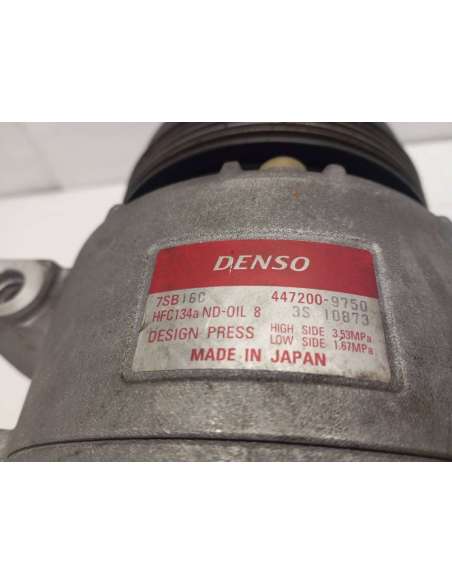 DENSO
7SB16C 447200-9750
HFC134a ND-OIL 8 3S 10873
DESIGN PRESS HIGH SIDE 3.53MPa
LOW SIDE 1.67MPa
MADE IN JAPAN